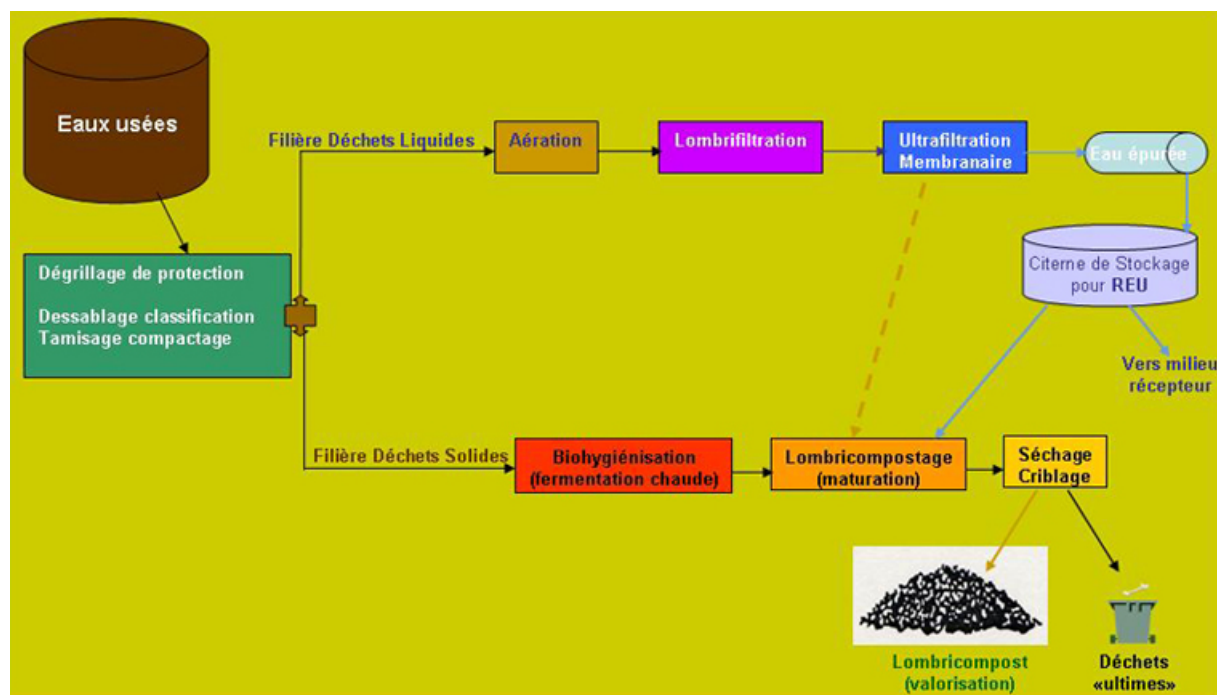 Eaux usées
Filière Déchets Liquides
Aération
Lombrifiltration
Ultrafiltration
Membranaire
Eau épurée
Dégrillage de protection
Dessablage classification
Tamisage compactage
Citerne de Stockage
pour REU
Vers milieu
récepteur
Filière Déchets Solides
Biohygiénisation
(fermentation chaude)
Lombricompostage
(maturation)
Séchage
Criblage
Lombricompost
(valorisation)
Déchets
«ultimes»